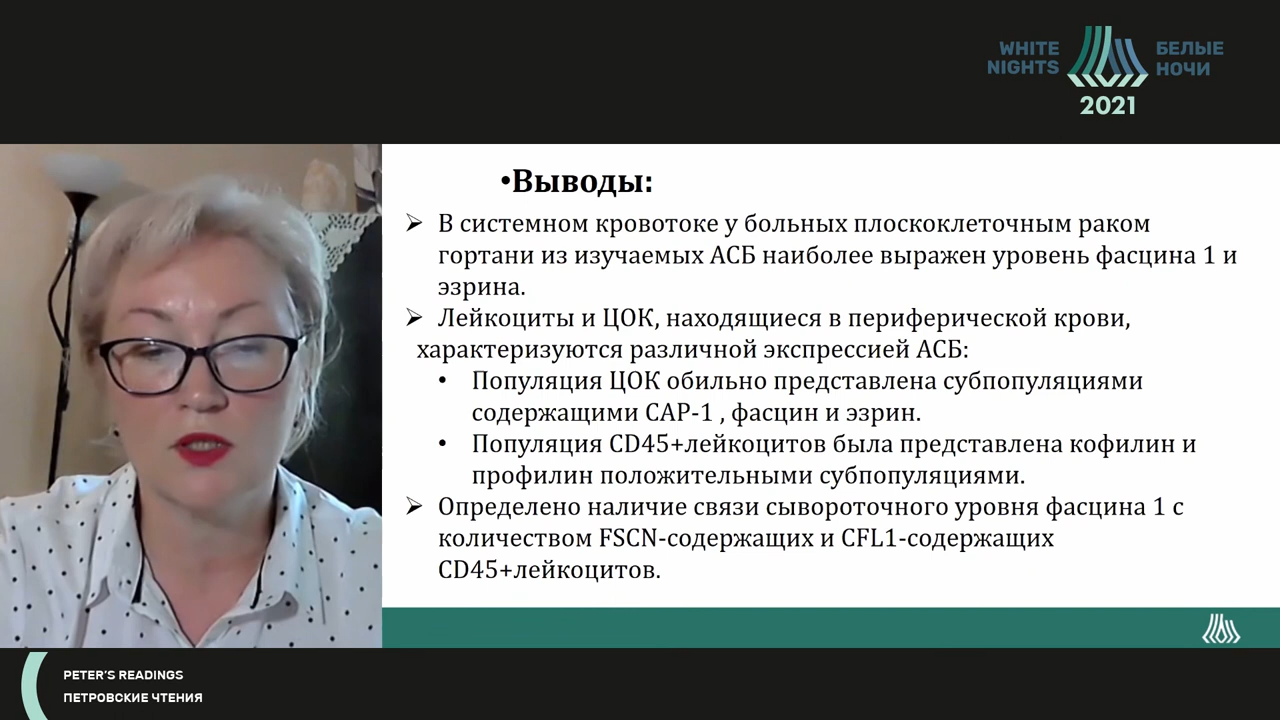 WHITE NIGHTS
БЕЛЫЕ НОЧИ
2021
•Выводы:
➢ В системном кровотоке у больных плоскоклеточным раком
гортани из изучаемых АСБ наиболее выражен уровень фасцина 1 и
эзрина.
➢ Лейкоциты и ЦОК, находящиеся в периферической крови,
характеризуются различной экспрессией АСБ:
• Популяция ЦОК обильно представлена субпопуляциями
содержащими САР-1 , фасцин и эзрин.
• Популяция CD45+лейкоцитов была представлена кофилин и
профилин положительными субпопуляциями.
➢ Определено наличие связи сывороточного уровня фасцина 1 с
количеством FSCN-содержащих и CFL1-содержащих
CD45+лейкоцитов.
PETER'S READINGS
ПЕТРОВСКИЕ ЧТЕНИЯ